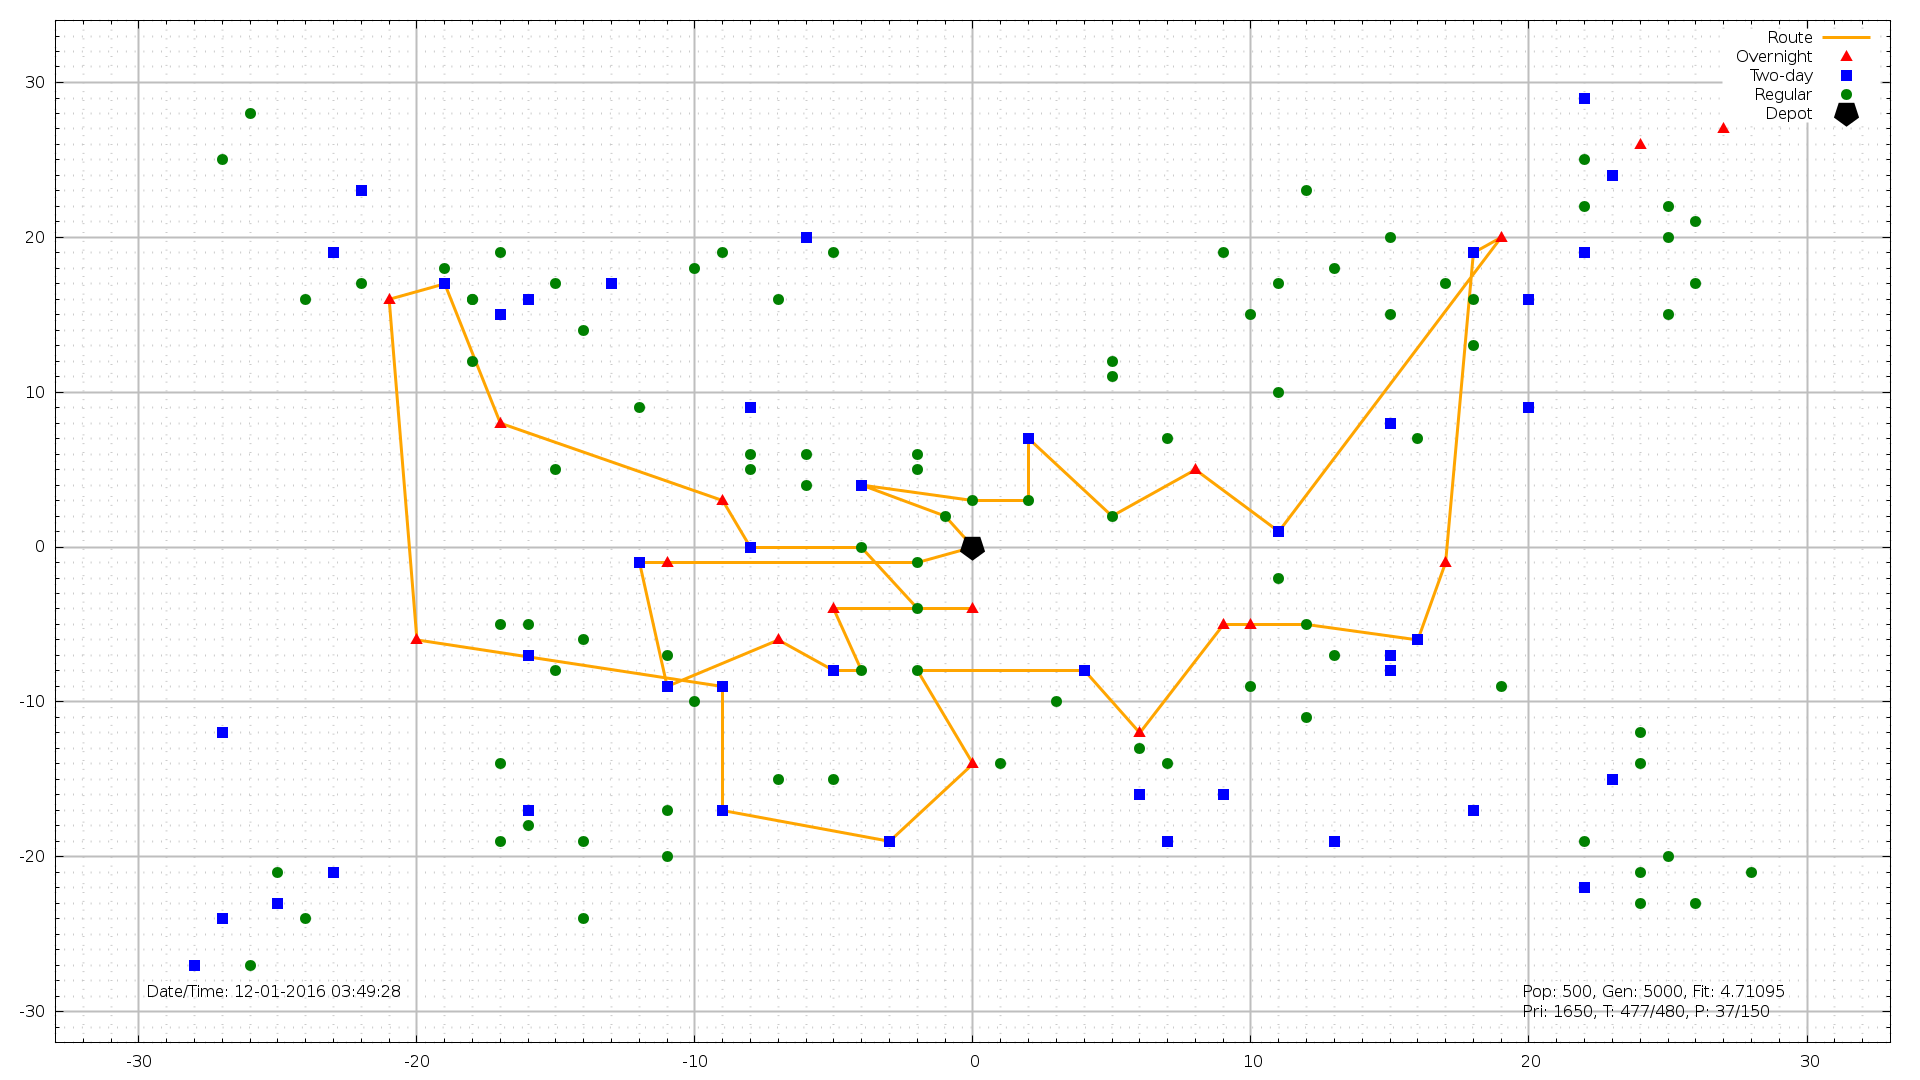 Route
Overnight
Two-day
Regular
Depot
30
20
10
0
-10
-20
-30
Date/Time: 12-01-2016 03:49:28
Pop: 500, Gen: 5000, Fit: 4.71095
Pri: 1650, T: 477/480, P: 37/150
-30 -20 -10 0 10 20 30